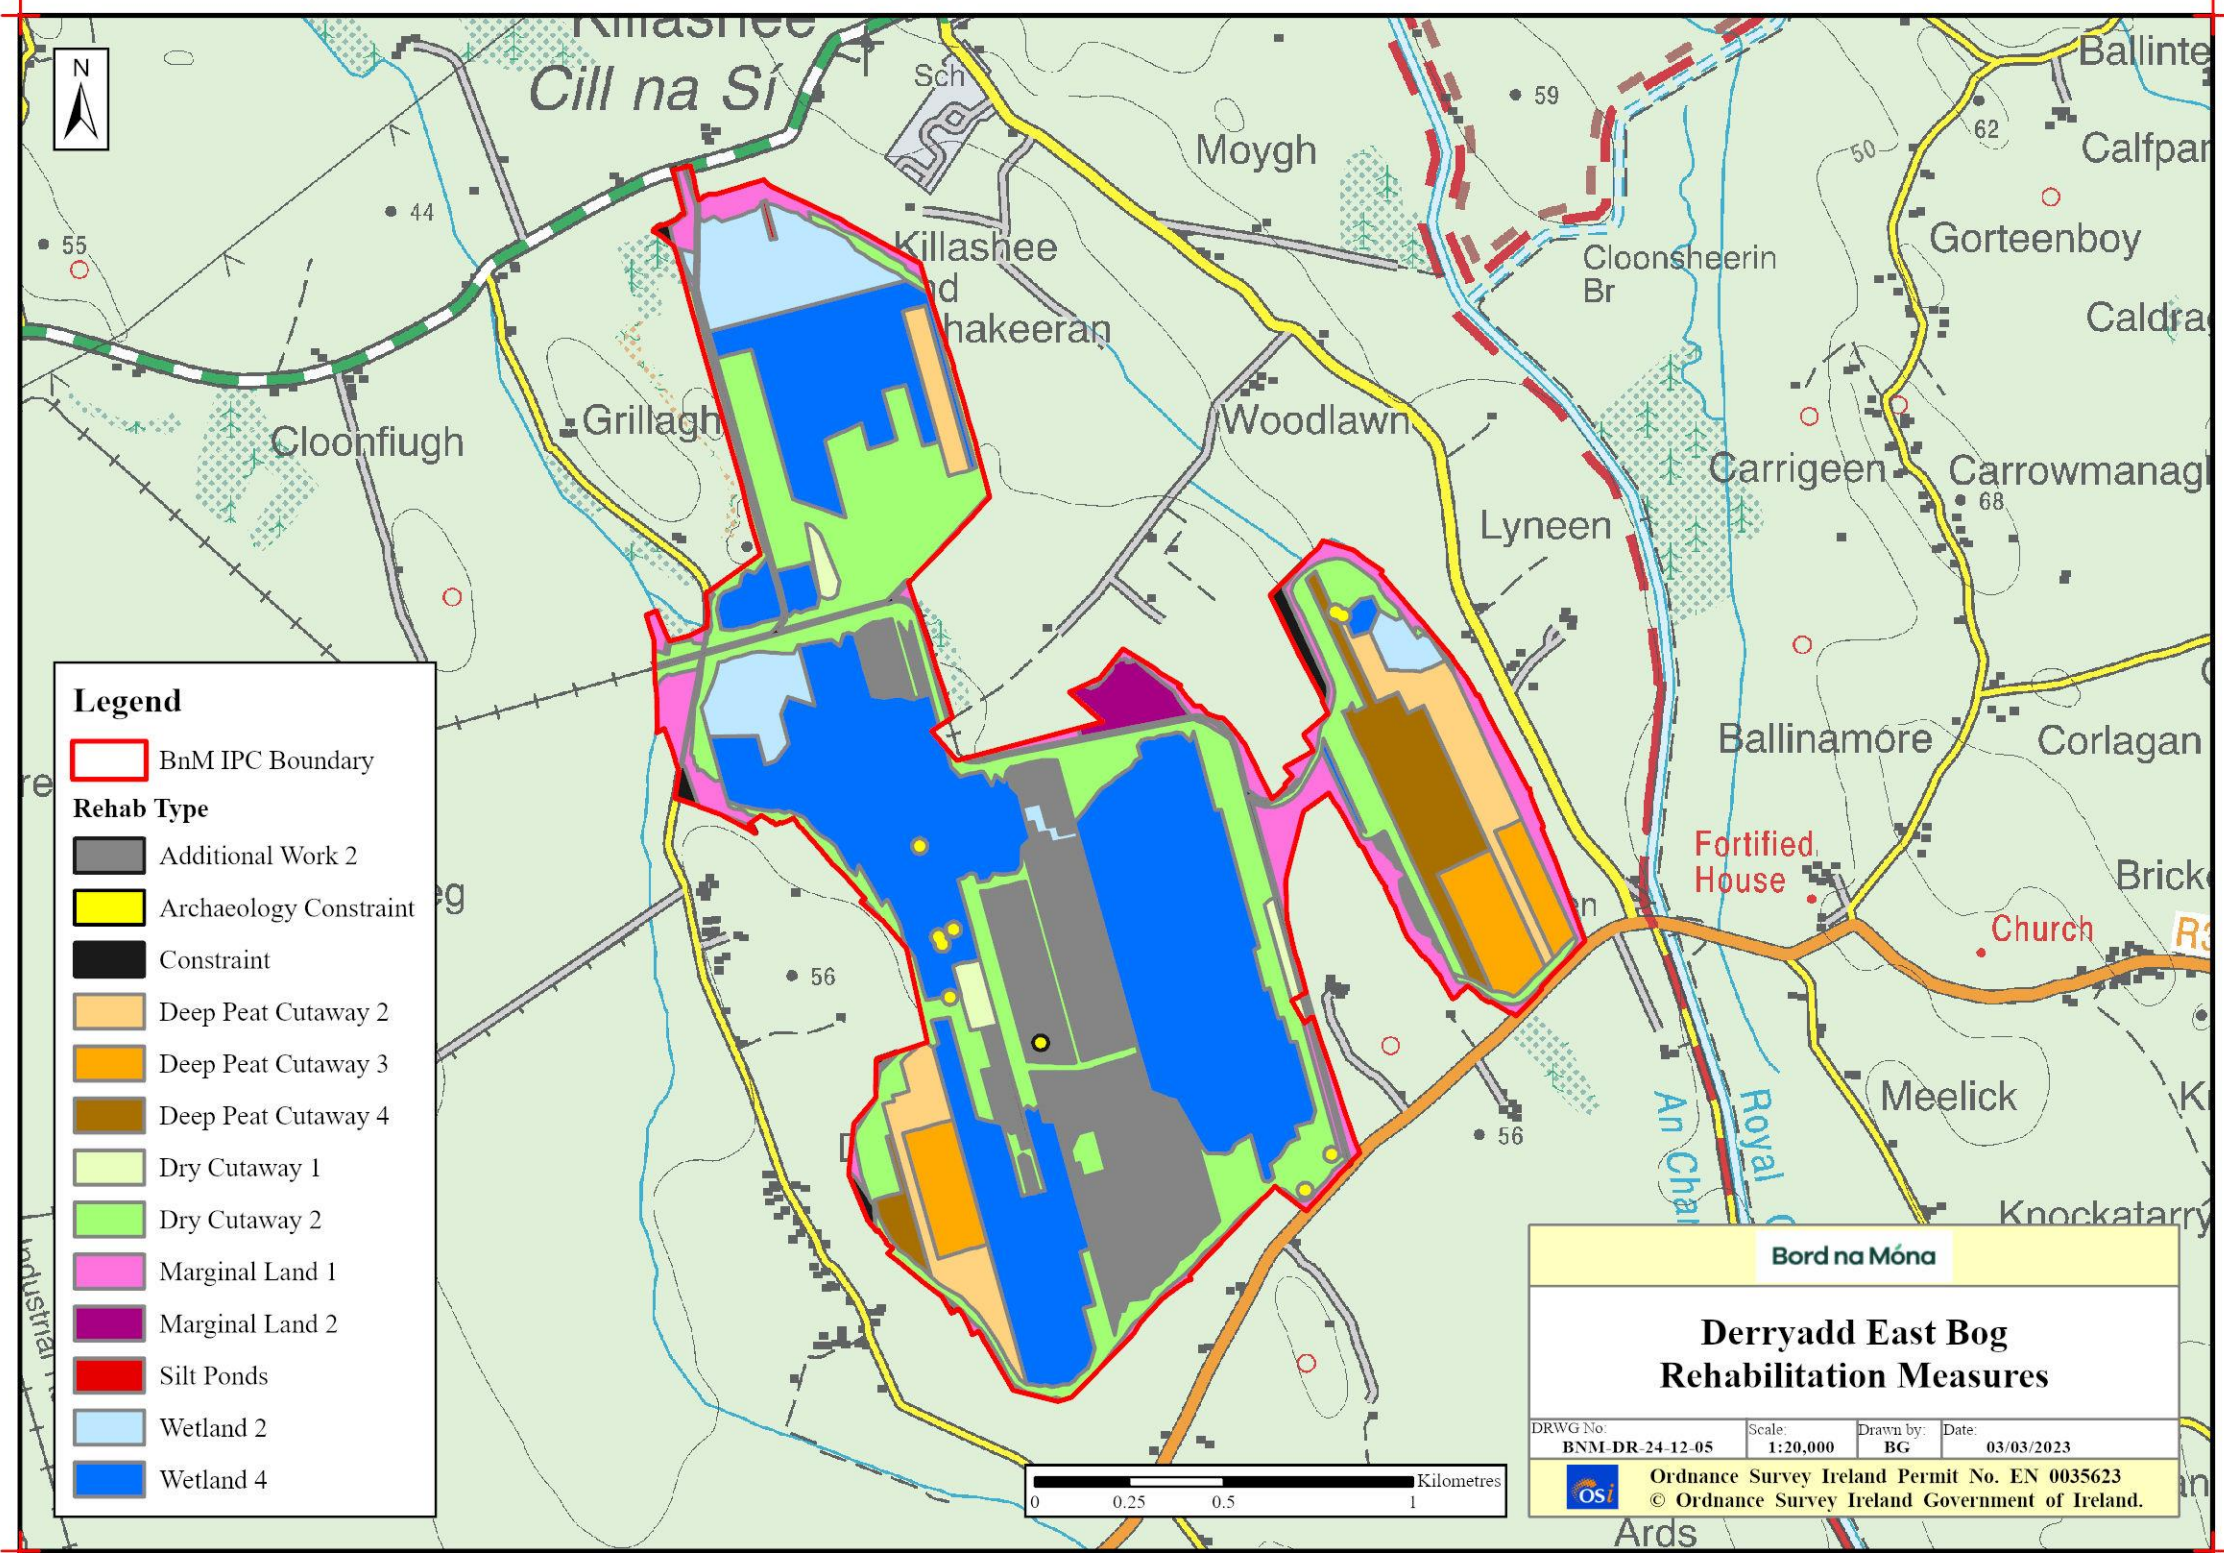 Killashee
Cill na Sí
Sch
Moygh
59
62
50
Calfpar
44
55
Killashee
Gorteenboy
Cloonsheerin
Br
hakeeran
Grillagh
Cloonfiugh
Woodlawn
Carrigeen
68
Lyneen
Ballinamore
Corlagan
Fortified
House
Church
56
56
Meelick
Royal
An
Knockatarry
Industrial
Ards
N
Legend
BnM IPC Boundary
Rehab Type
Additional Work 2
Archaeology Constraint
Constraint
Deep Peat Cutaway 2
Deep Peat Cutaway 3
Deep Peat Cutaway 4
Dry Cutaway 1
Dry Cutaway 2
Marginal Land 1
Marginal Land 2
Silt Ponds
Wetland 2
Wetland 4
Kilometres
0 0.25 0.5 1
Bord na Móna
Derryadd East Bog
Rehabilitation Measures
DRWG No: Scale: Drawn by: Date:
BNM-DR-24-12-05 1:20,000 BG 03/03/2023
OSi
Ordnance Survey Ireland Permit No. EN 0035623
© Ordnance Survey Ireland Government of Ireland.